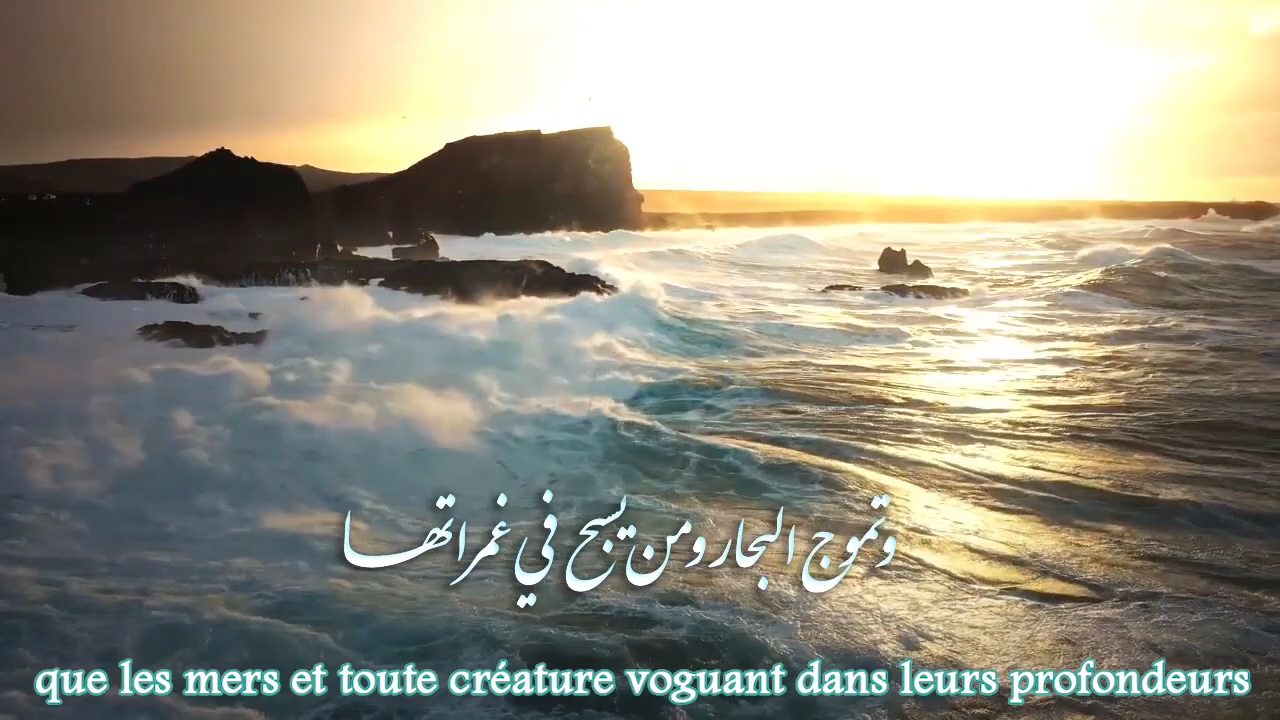 وتموج البحار ومن يسبح في غمراتها
que les mers et toute créature voguant dans leurs profondeurs